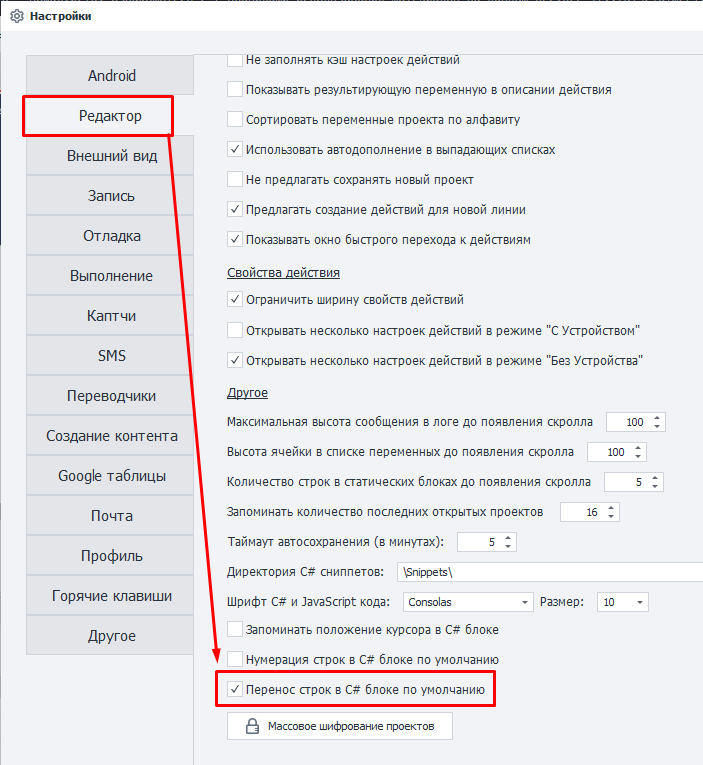 Настройки
Android
Редактор
Внешний вид
Запись
Отладка
Выполнение
Каптчи
SMS
Переводчики
Создание контента
Google таблицы
Почта
Профиль
Горячие клавиши
Другое
Не заполнять кэш настроек действий
Показывать результирующую переменную в описании действия
Сортировать переменные проекта по алфавиту
Использовать автодополнение в выпадающих списках
Не предлагать сохранять новый проект
Предлагать создание действий для новой линии
Показывать окно быстрого перехода к действиям
Свойства действия
Ограничить ширину свойств действий
Открывать несколько настроек действий в режиме "С Устройством"
Открывать несколько настроек действий в режиме "Без Устройства"
Другое
Максимальная высота сообщения в логе до появления скролла 100
Высота ячейки в списке переменных до появления скролла 100
Количество строк в статических блоках до появления скролла 5
Запоминать количество последних открытых проектов 16
Таймаут автосохранения (в минутах): 5
Директория C# сниппетов: \Snippets\
Шрифт C# и JavaScript кода: Consolas Размер: 10
Запоминать положение курсора в C# блоке
Нумерация строк в C# блоке по умолчанию
Перенос строк в C# блоке по умолчанию
Массовое шифрование проектов